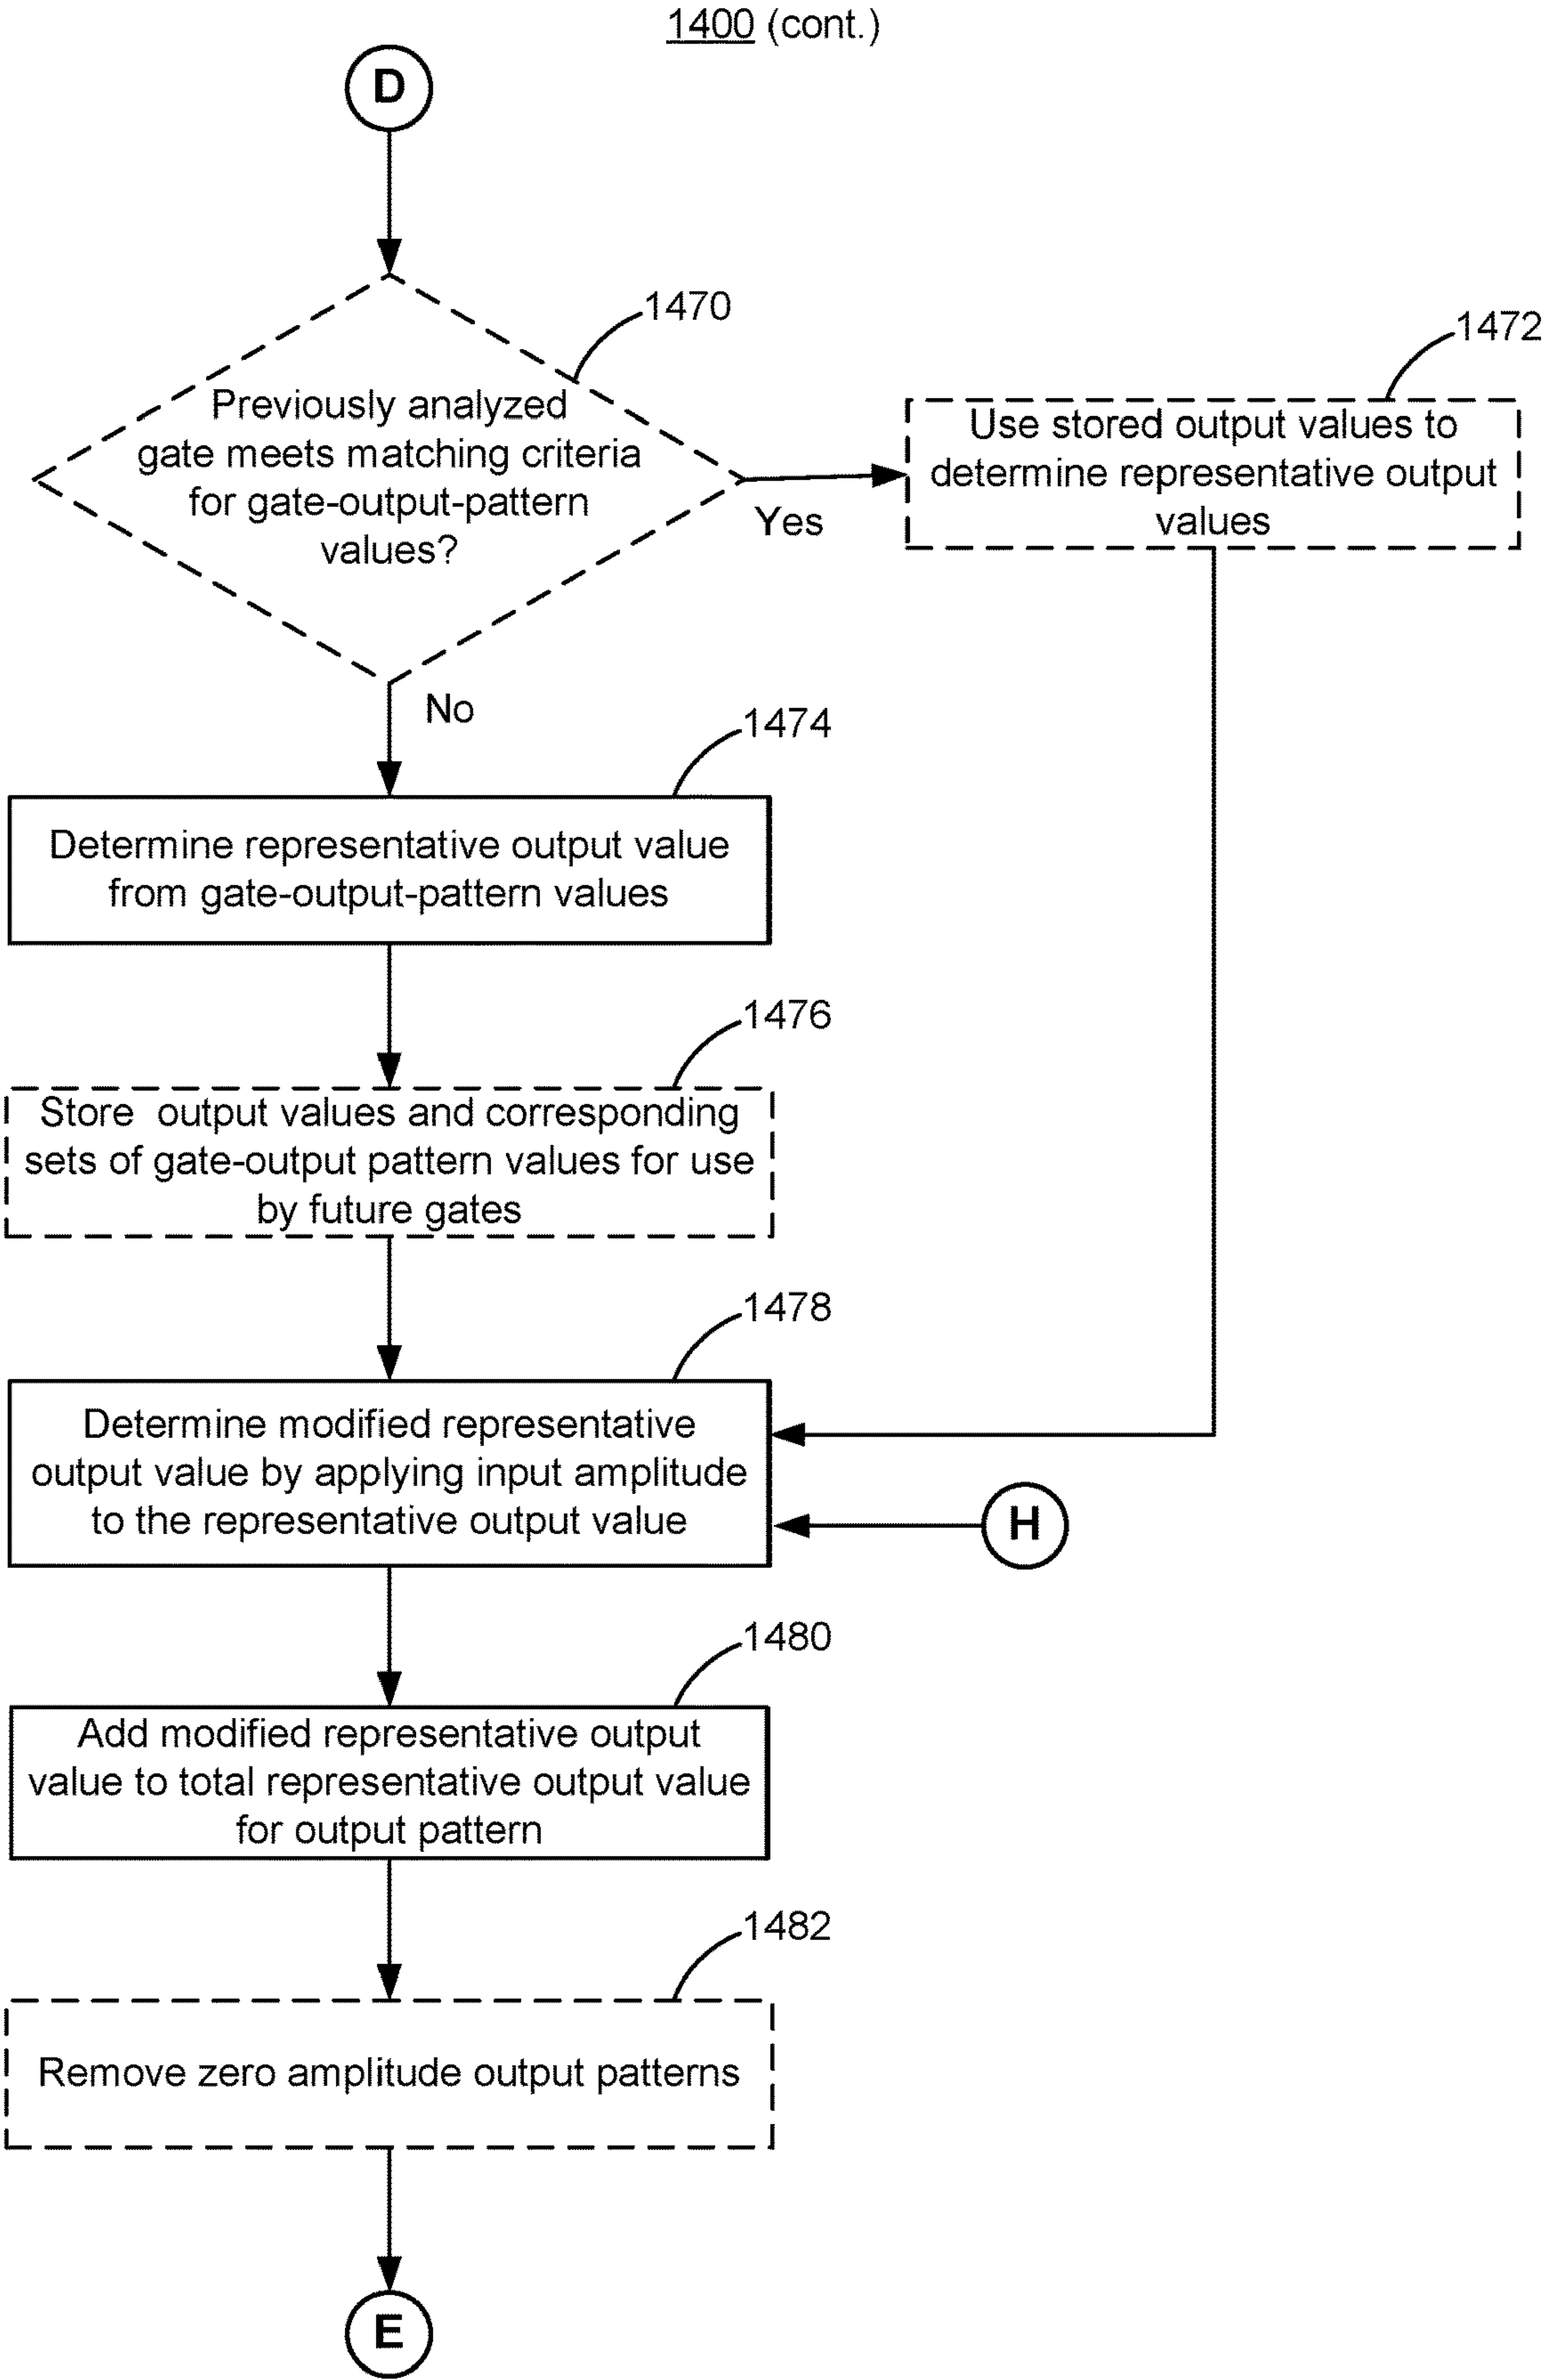 1400 (cont.)
D
1470
Previously analyzed
gate meets matching criteria
for gate-output-pattern
values?
Yes
1472
Use stored output values to
determine representative output
values
No
1474
Determine representative output value
from gate-output-pattern values
1476
Store output values and corresponding
sets of gate-output pattern values for use
by future gates
1478
Determine modified representative
output value by applying input amplitude
to the representative output value
H
1480
Add modified representative output
value to total representative output value
for output pattern
1482
Remove zero amplitude output patterns
E